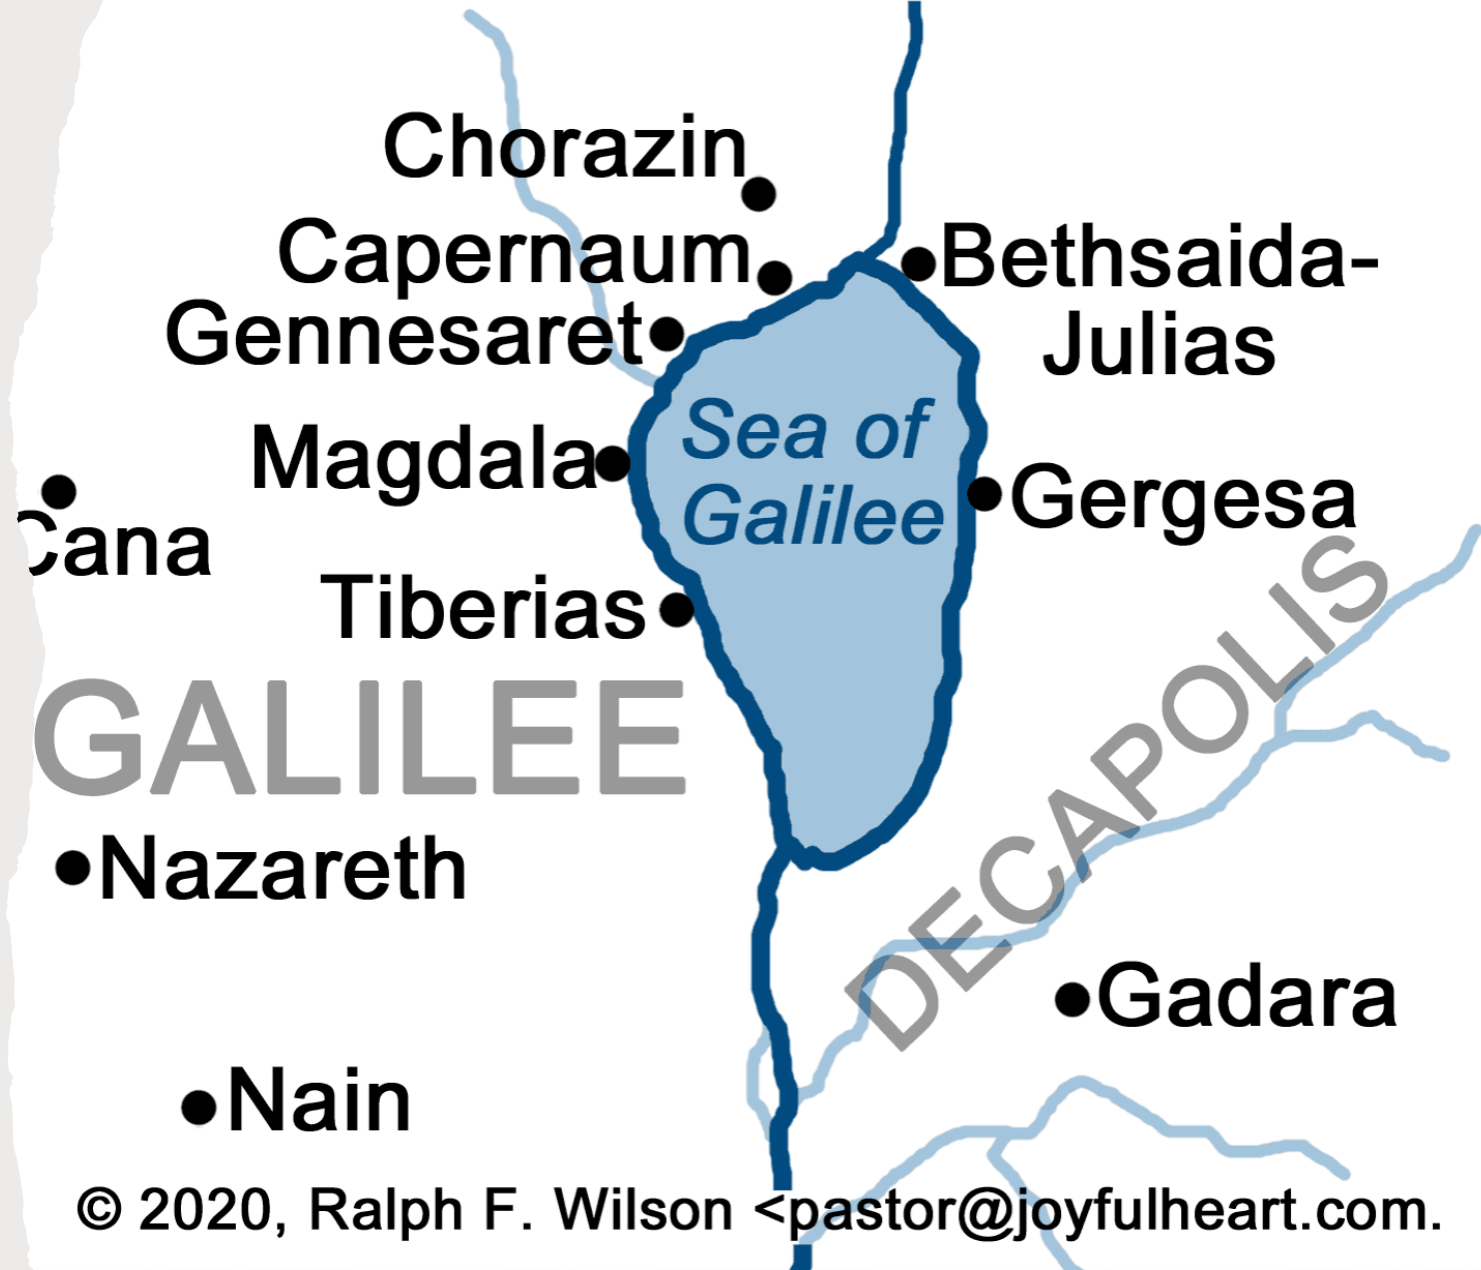 Chorazin
Capernaum
Bethsaida-
Julias
Gennesaret
Sea of
Galilee
Magdala
Gergesa
Cana
Tiberias
DECAPOLIS
GALILEE
Nazareth
Gadara
Nain
© 2020, Ralph F. Wilson <pastor@joyfulheart.com.